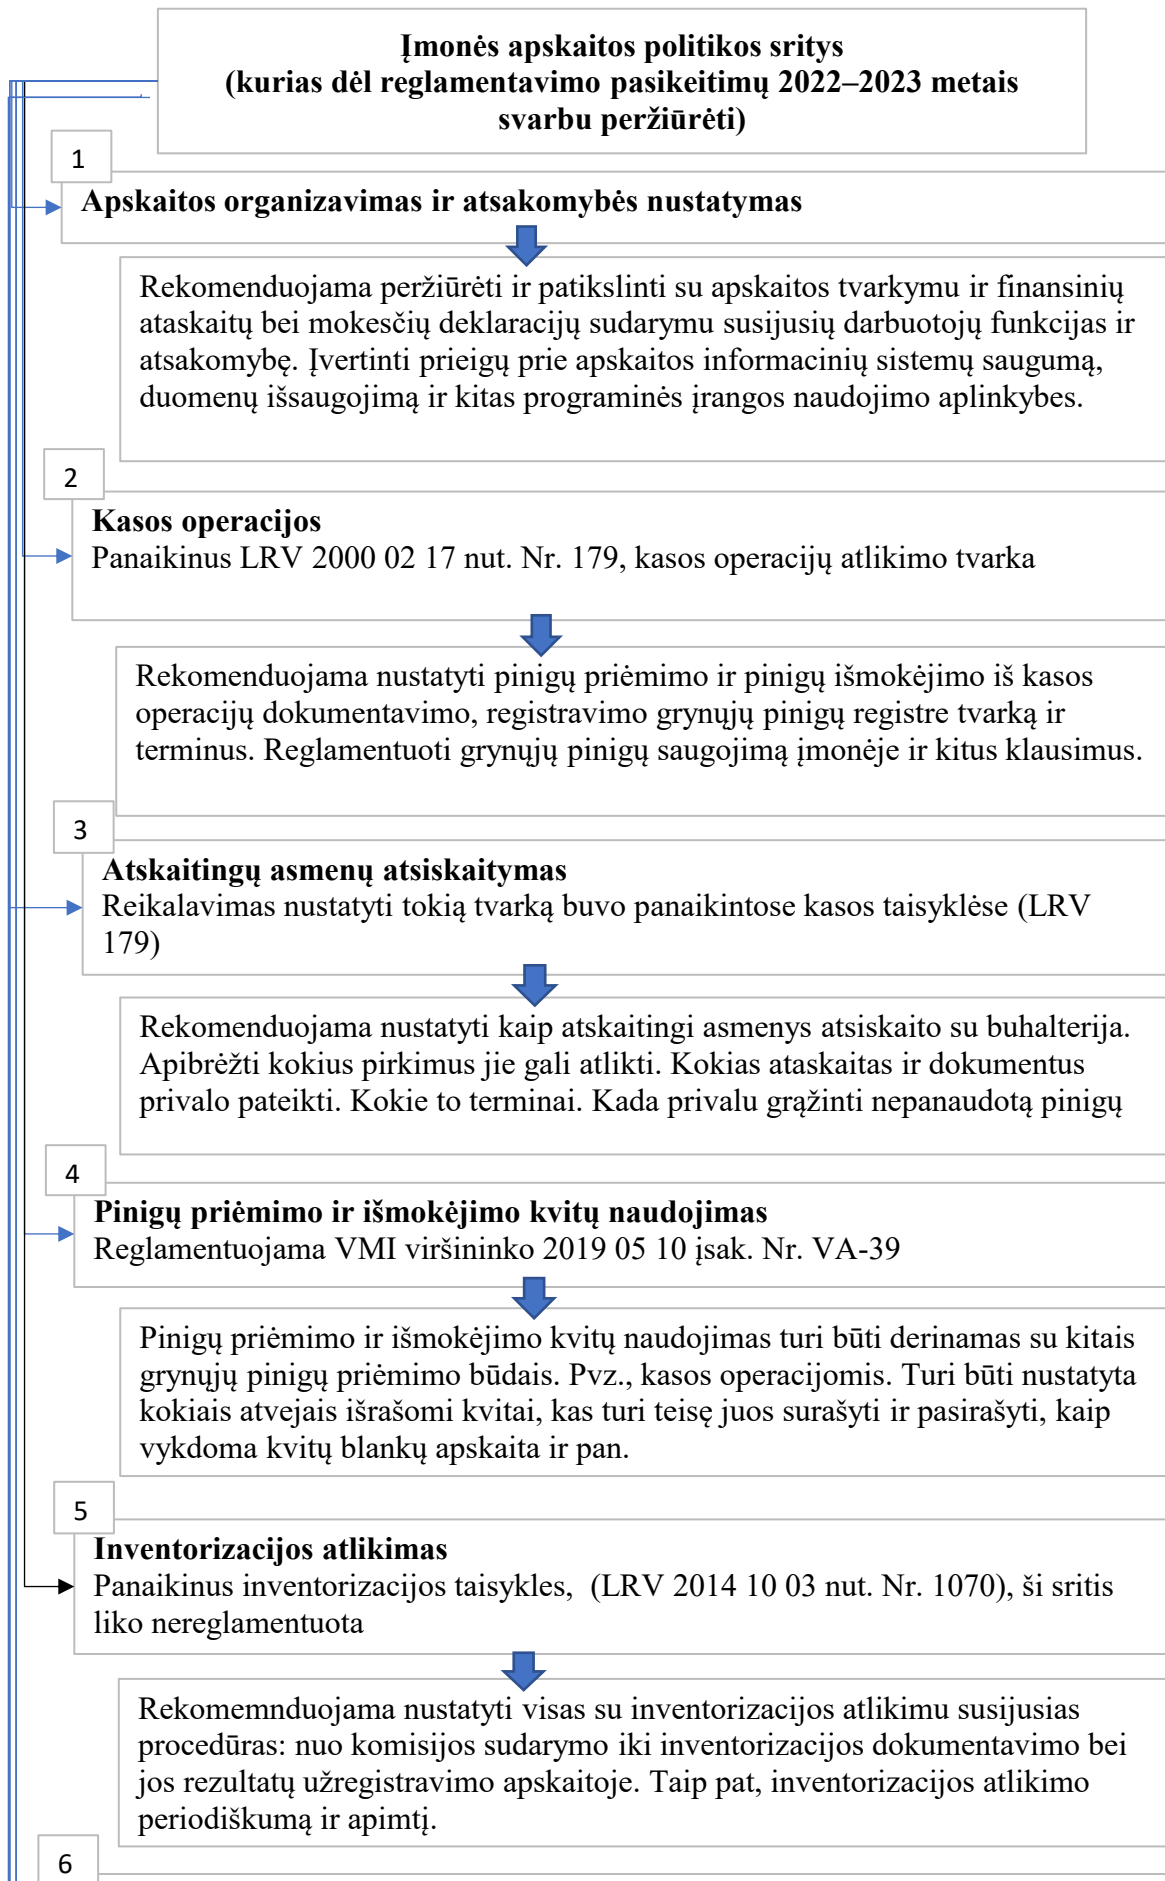 Įmonės apskaitos politikos sritys
(kurias dėl reglamentavimo pasikeitimų 2022–2023 metais
svarbu peržiūrėti)
1
Apskaitos organizavimas ir atsakomybės nustatymas
Rekomenduojama peržiūrėti ir patikslinti su apskaitos tvarkymu ir finansinių
ataskaitų bei mokesčių deklaracijų sudarymu susijusių darbuotojų funkcijas ir
atsakomybę. Įvertinti prieigų prie apskaitos informacinių sistemų saugumą,
duomenų išsaugojimą ir kitas programinės įrangos naudojimo aplinkybes.
2
Kasos operacijos
Panaikinus LRV 2000 02 17 nut. Nr. 179, kasos operacijų atlikimo tvarka
Rekomenduojama nustatyti pinigų priėmimo ir pinigų išmokėjimo iš kasos
operacijų dokumentavimo, registravimo grynųjų pinigų registre tvarką ir
terminus. Reglamentuoti grynųjų pinigų saugojimą įmonėje ir kitus klausimus.
3
Atskaitingų asmenų atsiskaitymas
Reikalavimas nustatyti tokią tvarką buvo panaikintose kasos taisyklėse (LRV
179)
Rekomenduojama nustatyti kaip atskaitingi asmenys atsiskaito su buhalterija.
Apibrėžti kokius pirkimus jie gali atlikti. Kokias ataskaitas ir dokumentus
privalo pateikti. Kokie to terminai. Kada privalu grąžinti nepanaudotą pinigų
4
Pinigų priėmimo ir išmokėjimo kvitų naudojimas
Reglamentuojama VMI viršininko 2019 05 10 įsak. Nr. VA-39
Pinigų priėmimo ir išmokėjimo kvitų naudojimas turi būti derinamas su kitais
grynųjų pinigų priėmimo būdais. Pvz., kasos operacijomis. Turi būti nustatyta
kokiais atvejais išrašomi kvitai, kas turi teisę juos surašyti ir pasirašyti, kaip
vykdoma kvitų blankų apskaita ir pan.
5
Inventorizacijos atlikimas
Panaikinus inventorizacijos taisykles,  (LRV 2014 10 03 nut. Nr. 1070), ši sritis
liko nereglamentuota
Rekomemnduojama nustatyti visas su inventorizacijos atlikimu susijusias
procedūras: nuo komisijos sudarymo iki inventorizacijos dokumentavimo bei
jos rezultatų užregistravimo apskaitoje. Taip pat, inventorizacijos atlikimo
periodiškumą ir apimtį.
6